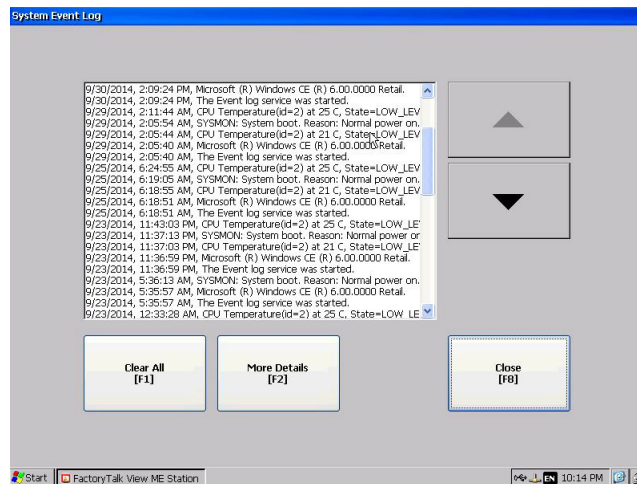 System Event Log
9/30/2014, 2:09:24 PM, Microsoft (R) Windows CE (R) 6.00.0000 Retail.
9/30/2014, 2:09:24 PM, The Event log service was started.
9/29/2014, 2:11:44 AM, CPU Temperature(id=2) at 25 C, State=LOW_LEV
9/29/2014, 2:05:54 AM, SYSMON: System boot. Reason: Normal power on.
9/29/2014, 2:05:44 AM, CPU Temperature(id=2) at 21 C, State=LOW_LEV
9/29/2014, 2:05:40 AM, Microsoft (R) Windows CE (R) 6.00.0000 Retail.
9/29/2014, 2:05:40 AM, The Event log service was started.
9/25/2014, 6:24:55 AM, CPU Temperature(id=2) at 25 C, State=LOW_LEV
9/25/2014, 6:19:05 AM, SYSMON: System boot. Reason: Normal power on.
9/25/2014, 6:18:55 AM, CPU Temperature(id=2) at 21 C, State=LOW_LEV
9/25/2014, 6:18:51 AM, Microsoft (R) Windows CE (R) 6.00.0000 Retail.
9/25/2014, 6:18:51 AM, The Event log service was started.
9/23/2014, 11:43:03 PM, CPU Temperature(id=2) at 25 C, State=LOW_LE
9/23/2014, 11:37:13 PM, SYSMON: System boot. Reason: Normal power or
9/23/2014, 11:37:03 PM, CPU Temperature(id=2) at 21 C, State=LOW_LE
9/23/2014, 11:36:59 PM, Microsoft (R) Windows CE (R) 6.00.0000 Retail.
9/23/2014, 11:36:59 PM, The Event log service was started.
9/23/2014, 5:36:13 AM, SYSMON: System boot. Reason: Normal power on.
9/23/2014, 5:35:57 AM, Microsoft (R) Windows CE (R) 6.00.0000 Retail.
9/23/2014, 5:35:57 AM, The Event log service was started.
9/23/2014, 12:33:28 AM, CPU Temperature(id=2) at 25 C, State=LOW_LE
Clear All
[F1]
More Details
[F2]
Close
[F8]
Start
FactoryTalk View ME Station
EN
10:14 PM